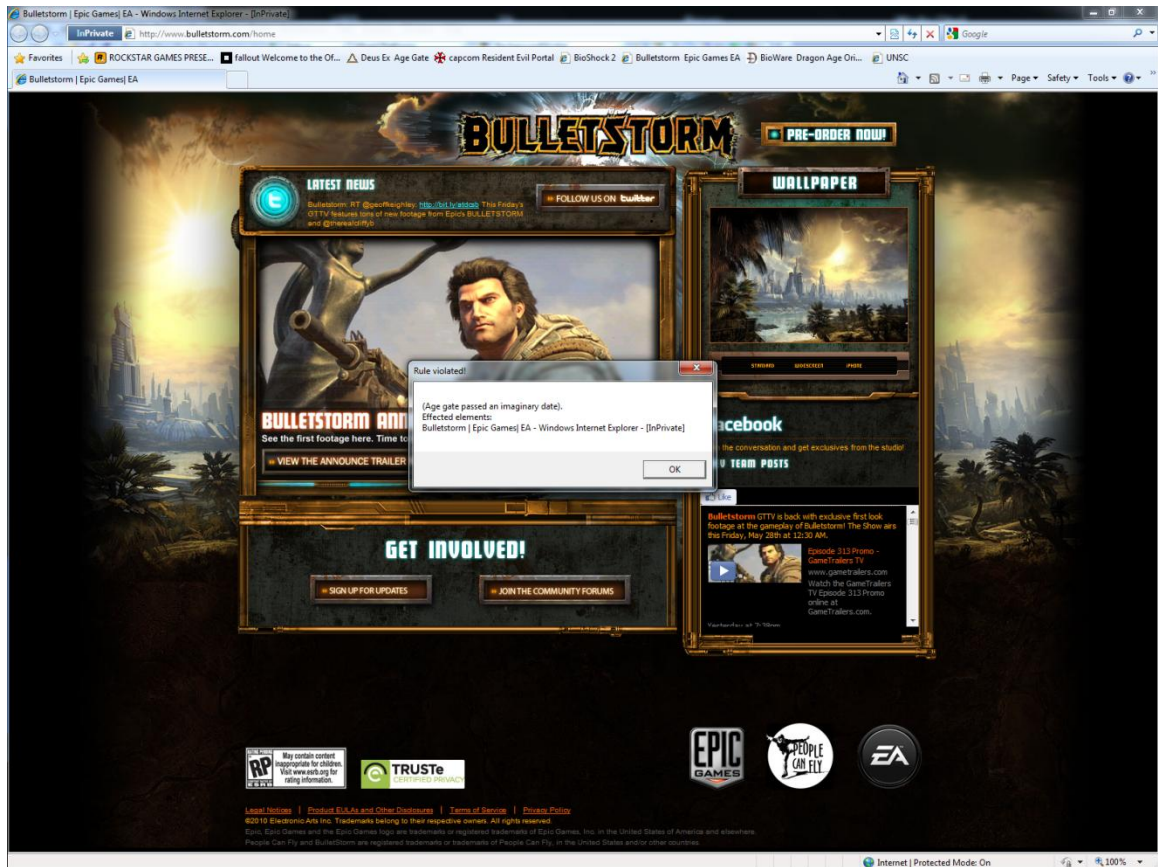 Bulletstorm | Epic Games| EA - Windows Internet Explorer - [InPrivate]
InPrivate http://www.bulletstorm.com/home
Google
Favorites ROCKSTAR GAMES PRESE... fallout Welcome to the Of... Deus Ex Age Gate capcom Resident Evil Portal BioShock 2 Bulletstorm Epic Games EA BioWare Dragon Age Ori... UNSC
Bulletstorm | Epic Games| EA
Page Safety Tools
BULLETSTORM
PRE-ORDER NOW!
LATEST NEWS
Bulletstorm: RT @geoffkeighley: This Friday's
GTTV features tons of new footage from Epic's BULLETSTORM
and @therealcliffyb
FOLLOW US ON twitter
WALLPAPER
STANDARD WIDESCREEN IPHONE
Rule violated!
(Age gate passed an imaginary date).
Effected elements:
Bulletstorm | Epic Games| EA - Windows Internet Explorer - [InPrivate]
OK
BULLETSTORM ANN
See the first footage here. Time to
VIEW THE ANNOUNCE TRAILER
acebook
the conversation and get exclusives from the studio!
TEAM POSTS
Like
Bulletstorm GTTV is back with exclusive first look
footage at the gameplay of Bulletstorm! The Show airs
this Friday, May 28th at 12:30 AM.
Episode 313 Promo -
GameTrailers TV
www.gametrailers.com
Watch the GameTrailers
TV Episode 313 Promo
online at
GameTrailers.com.
GET INVOLVED!
SIGN UP FOR UPDATES
JOIN THE COMMUNITY FORUMS
RATING PENDING
RP
ESRB
May contain content
inappropriate for children.
Visit www.esrb.org for
rating information.
TRUSTe
CERTIFIED PRIVACY
EPIC
GAMES
PEOPLE
CAN FLY
EA
Legal Notices | Product EULAs and Other Disclosures | Terms of Service | Privacy Policy
©2010 Electronic Arts Inc. Trademarks belong to their respective owners. All rights reserved.
Epic, Epic Games and the Epic Games logo are trademarks or registered trademarks of Epic Games, Inc. in the United States of America and elsewhere.
People Can Fly and BulletStorm are registered trademarks or trademarks of People Can Fly, in the United States and/or other countries
Internet | Protected Mode: On
100%